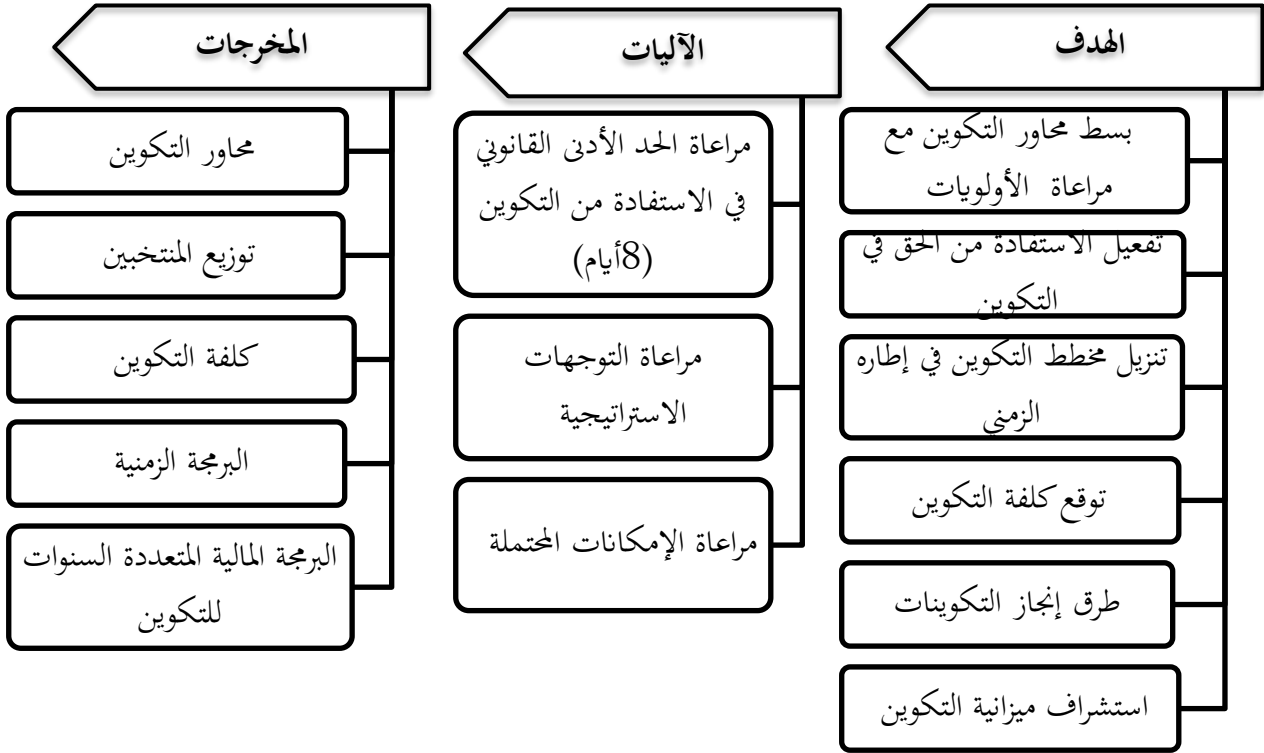 الهدف
بسط محاور التكوين مع
مراعاة الأولويات
تفعيل الاستفادة من الحق في
التكوين
تنزيل مخطط التكوين في إطاره
الزمني
توقع كلفة التكوين
طرق إنجاز التكوينات
استشراف ميزانية التكوين
الآليات
مراعاة الحد الأدنى القانوني
في الاستفادة من التكوين
(8أيام)
مراعاة التوجهات
الاستراتيجية
مراعاة الإمكانات المحتملة
المخرجات
محاور التكوين
توزيع المنتخبين
كلفة التكوين
البرمجة الزمنية
البرمجة المالية المتعددة السنوات
للتكوين